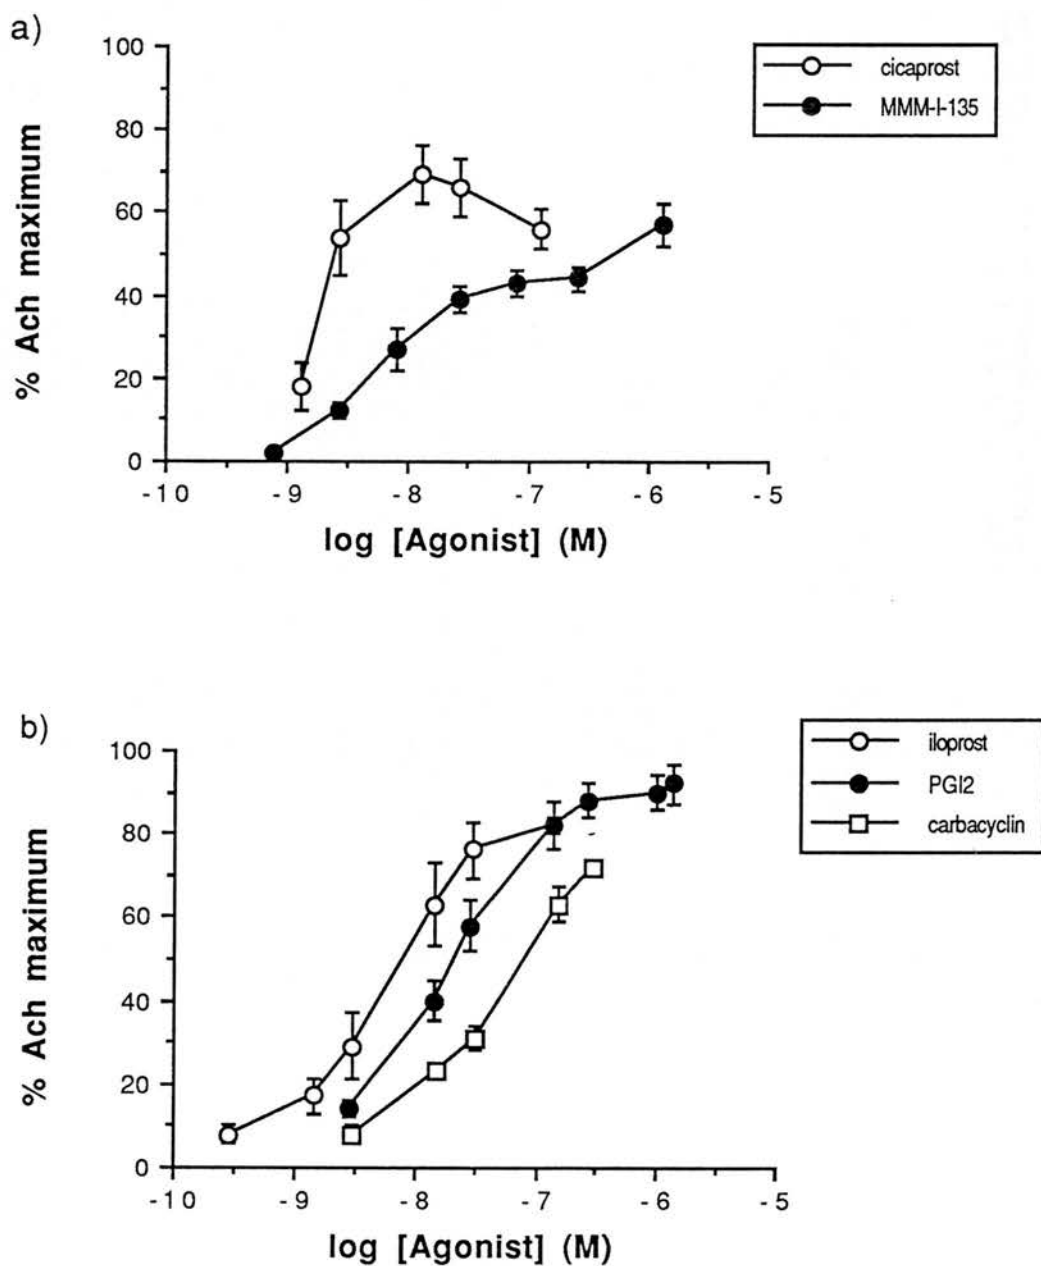 a)
100
80
60
40
20
0
% Ach maximum
-10
-9
-8
-7
-6
-5
log [Agonist] (M)
cicaprost
MMM-I-135
b)
100
80
60
40
20
0
% Ach maximum
-10
-9
-8
-7
-6
-5
log [Agonist] (M)
iloprost
PGI2
carbacyclin